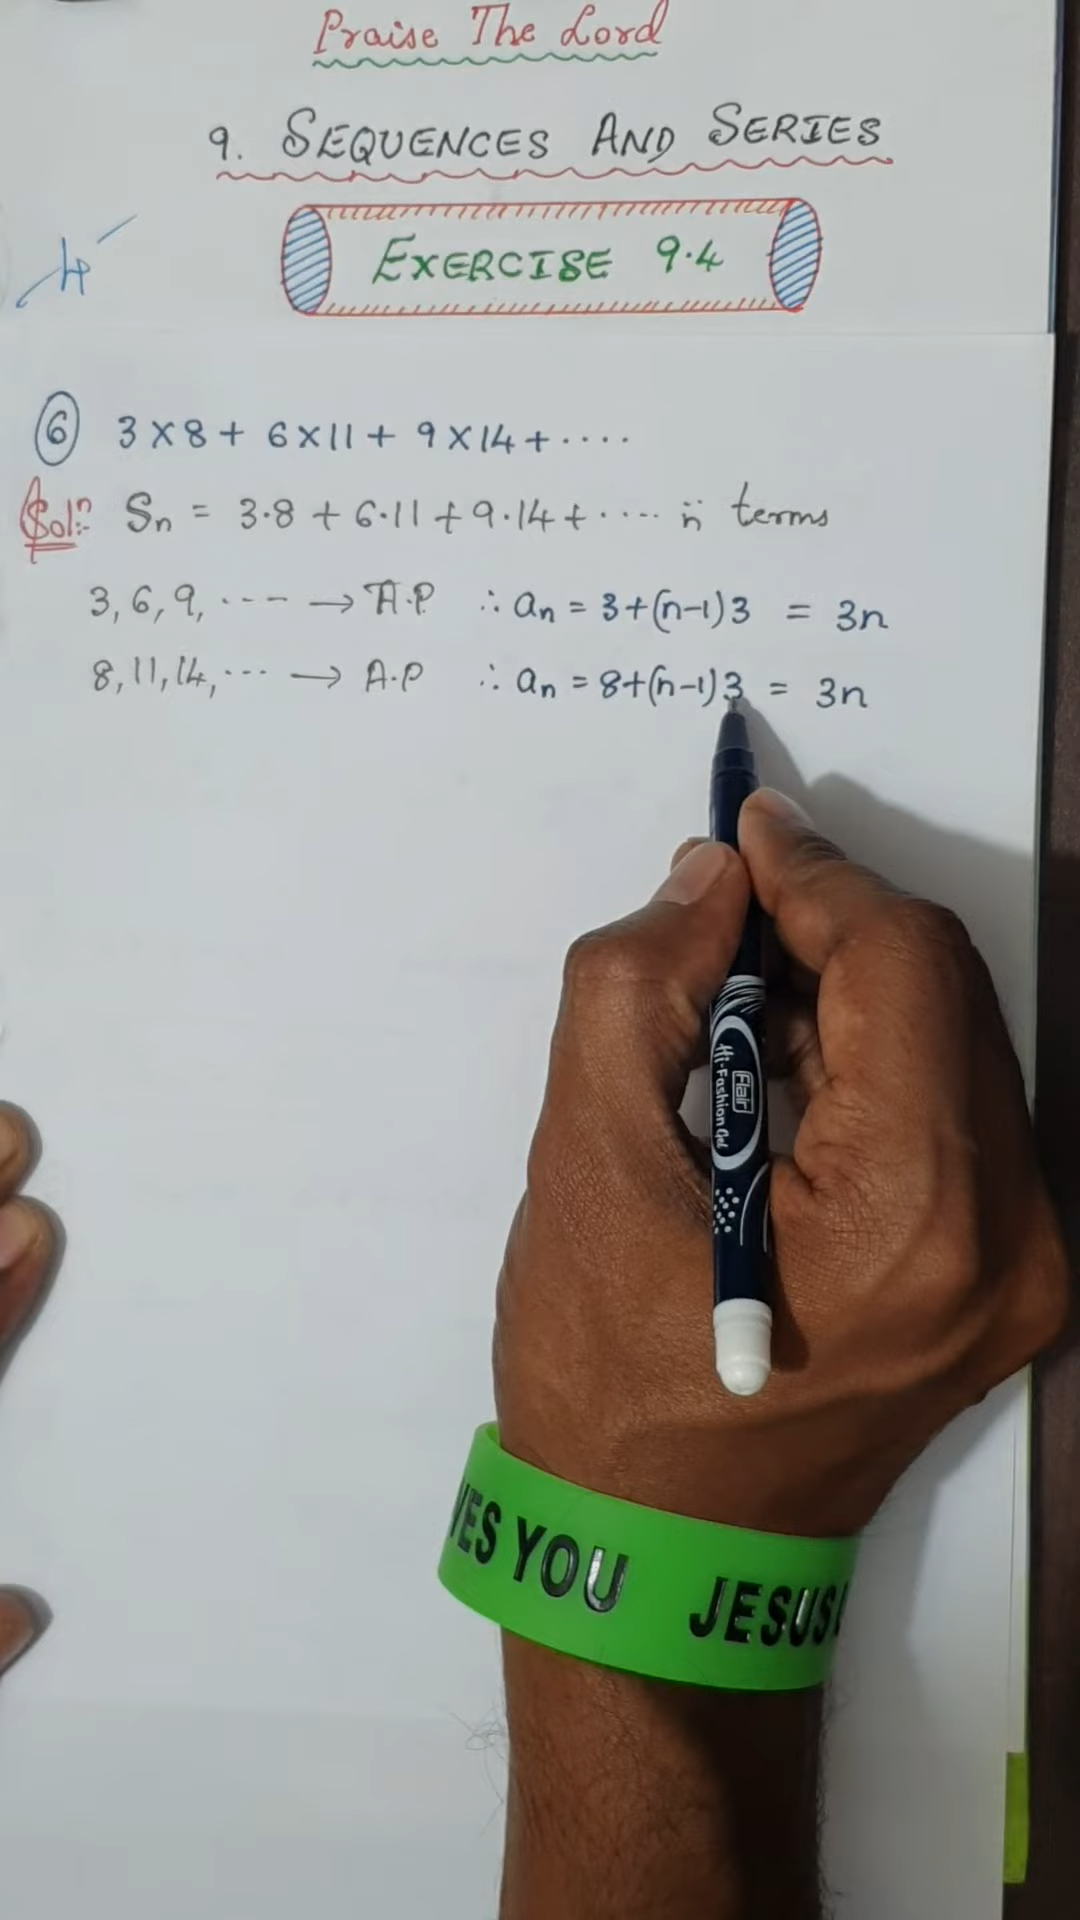 Praise The Lord
9. SEQUENCES AND SERIES
EXERCISE 9.4
6 3×8 + 6×11 + 9×14 + ····
Solⁿ:- Sn = 3·8 + 6·11 + 9·14 + ···· n terms
3, 6, 9, ---- → A.P ∴ an = 3+(n-1)3 = 3n
8, 11, 14, ··· → A.P ∴ an = 8+(n-1)3 = 3n
Flair
Hi-Fashion Gel
VES YOU JESUS